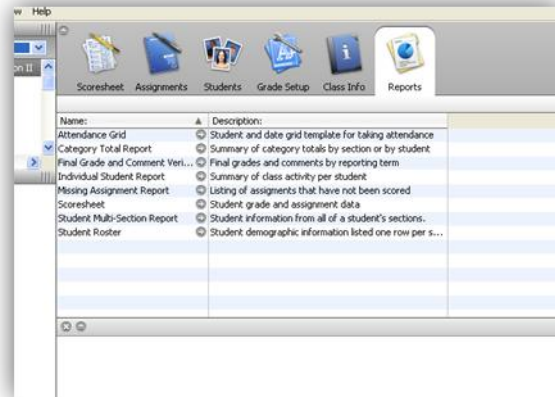 w Help
on II
Scoresheet Assignments Students Grade Setup Class Info Reports
Name: Description:
Attendance Grid Student and date grid template for taking attendance
Category Total Report Summary of category totals by section or by student
Final Grade and Comment Veri... Final grades and comments by reporting term
Individual Student Report Summary of class activity per student
Missing Assignment Report Listing of assigments that have not been scored
Scoresheet Student grade and assignment data
Student Multi-Section Report Student information from all of a student's sections.
Student Roster Student demographic information listed one row per s...